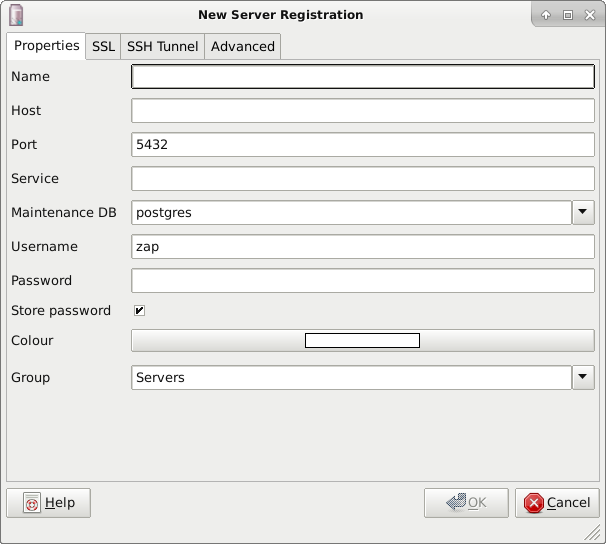 New Server Registration
Properties SSL SSH Tunnel Advanced
Name
Host
Port 5432
Service
Maintenance DB postgres
Username zap
Password
Store password
Colour
Group Servers
Help OK Cancel